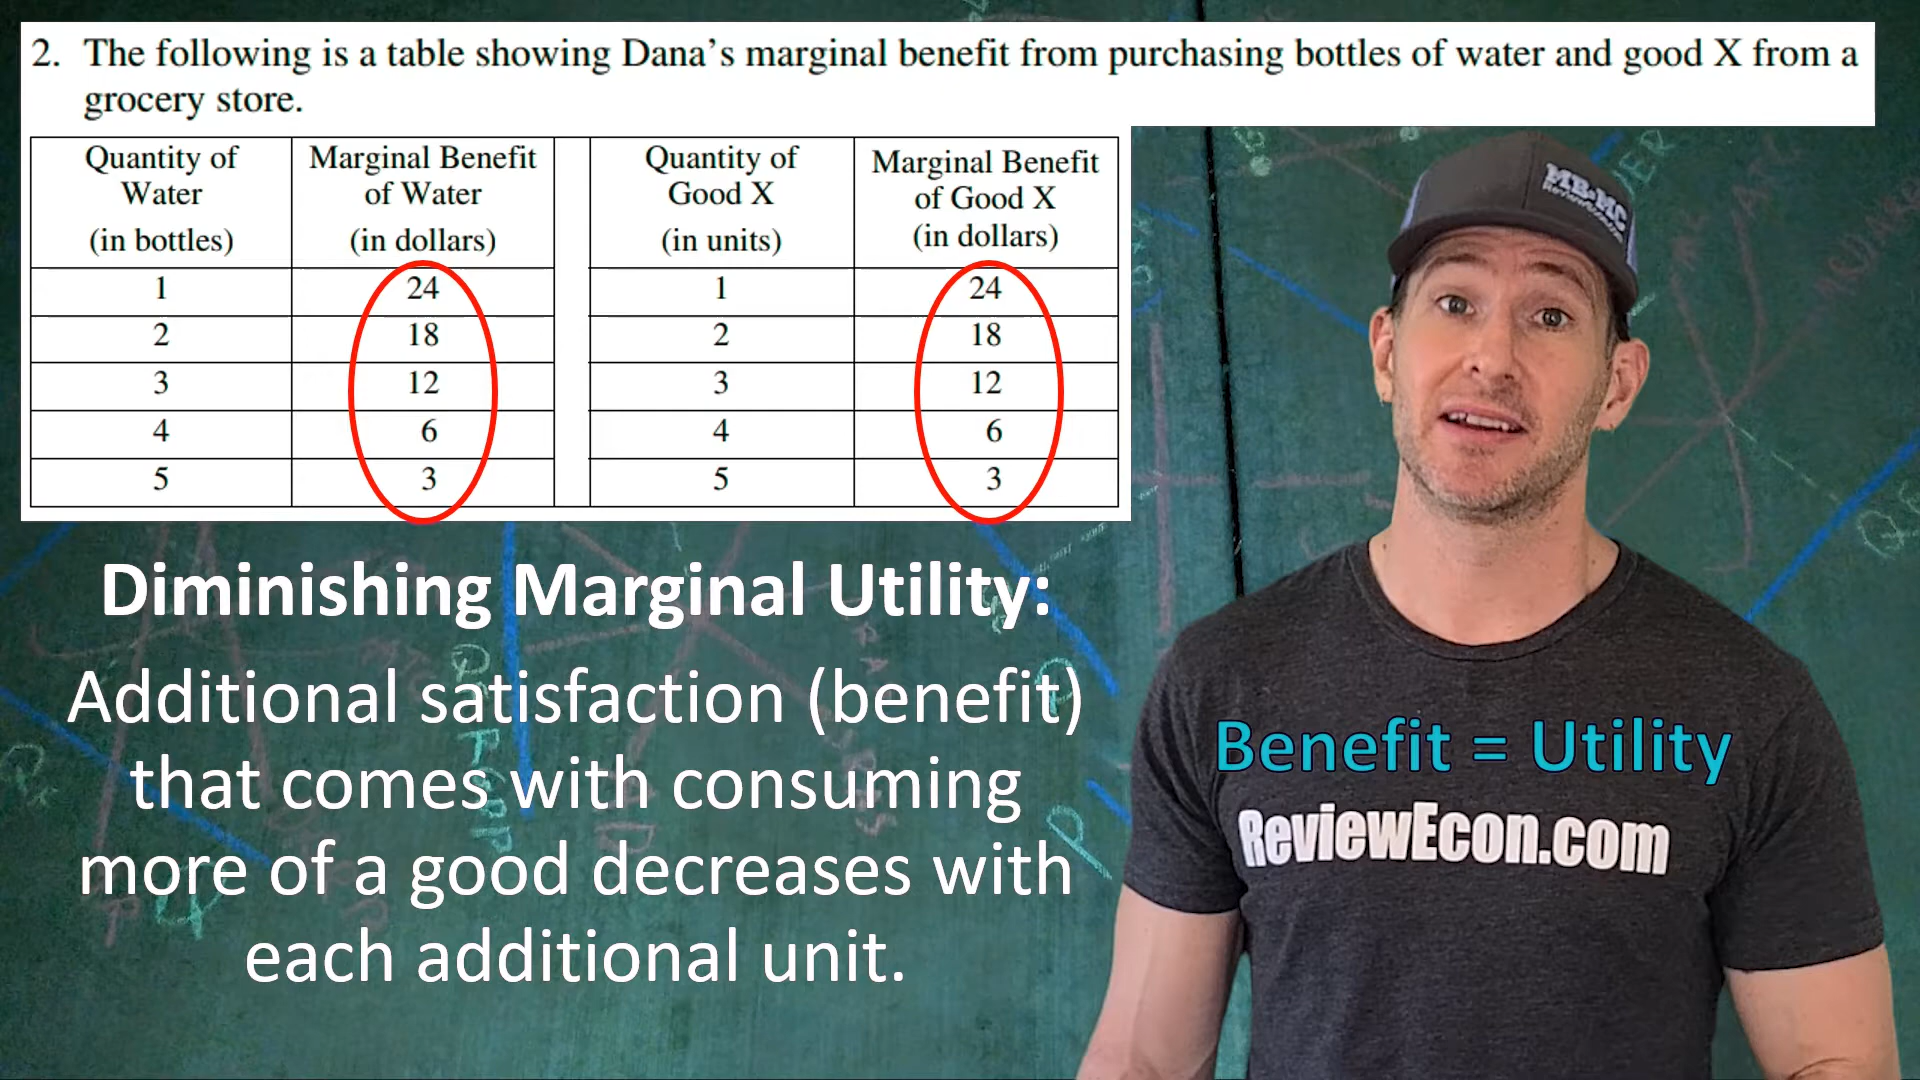 2. The following is a table showing Dana’s marginal benefit from purchasing bottles of water and good X from a
grocery store.
Quantity of Water (in bottles) Marginal Benefit of Water (in dollars) Quantity of Good X (in units) Marginal Benefit of Good X (in dollars)
1 24 1 24
2 18 2 18
3 12 3 12
4 6 4 6
5 3 5 3
Diminishing Marginal Utility:
Additional satisfaction (benefit)
that comes with consuming
more of a good decreases with
each additional unit.
MB=MC
Benefit = Utility
ReviewEcon.com